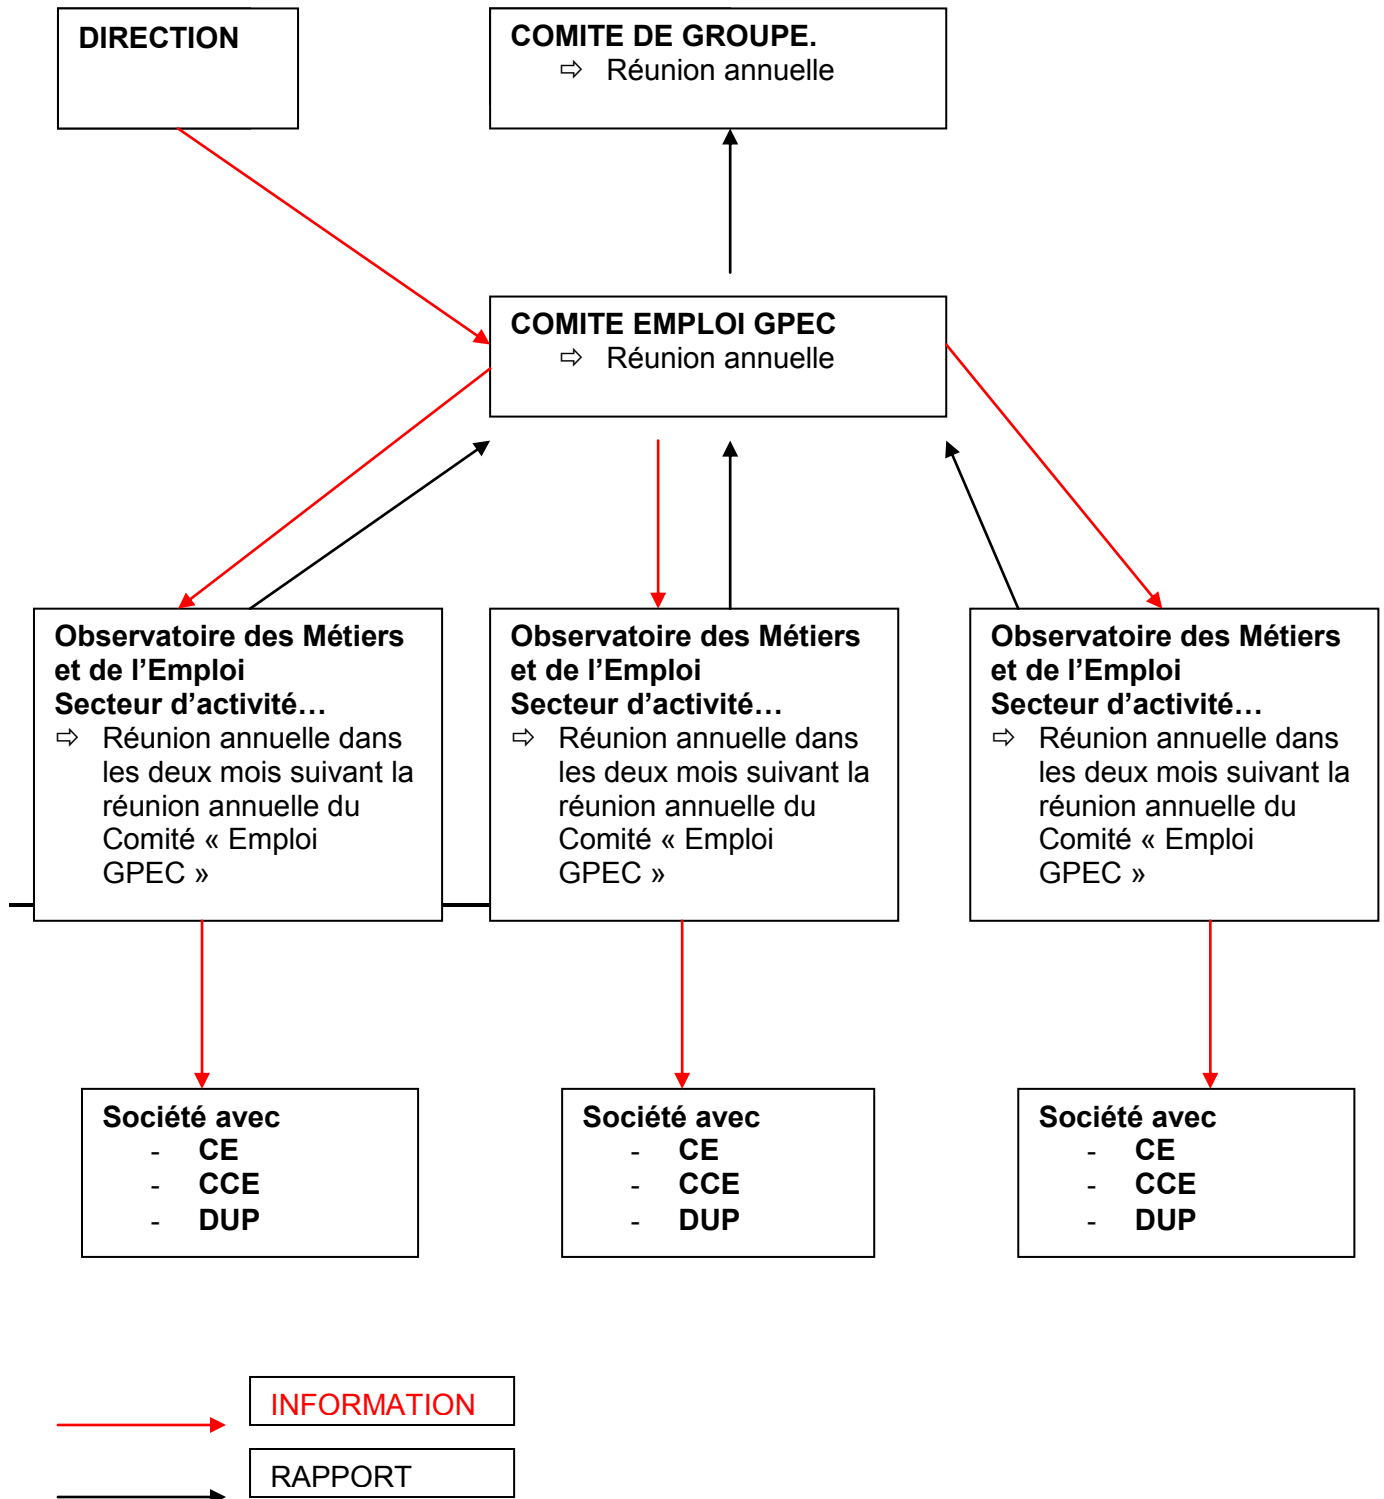 DIRECTION
COMITE DE GROUPE.
⇨ Réunion annuelle
COMITE EMPLOI GPEC
⇨ Réunion annuelle
Observatoire des Métiers
et de l’Emploi
Secteur d’activité…
⇨ Réunion annuelle dans
les deux mois suivant la
réunion annuelle du
Comité « Emploi
GPEC »
Observatoire des Métiers
et de l’Emploi
Secteur d’activité…
⇨ Réunion annuelle dans
les deux mois suivant la
réunion annuelle du
Comité « Emploi
GPEC »
Observatoire des Métiers
et de l’Emploi
Secteur d’activité…
⇨ Réunion annuelle dans
les deux mois suivant la
réunion annuelle du
Comité « Emploi
GPEC »
Société avec
- CE
- CCE
- DUP
Société avec
- CE
- CCE
- DUP
Société avec
- CE
- CCE
- DUP
INFORMATION
RAPPORT